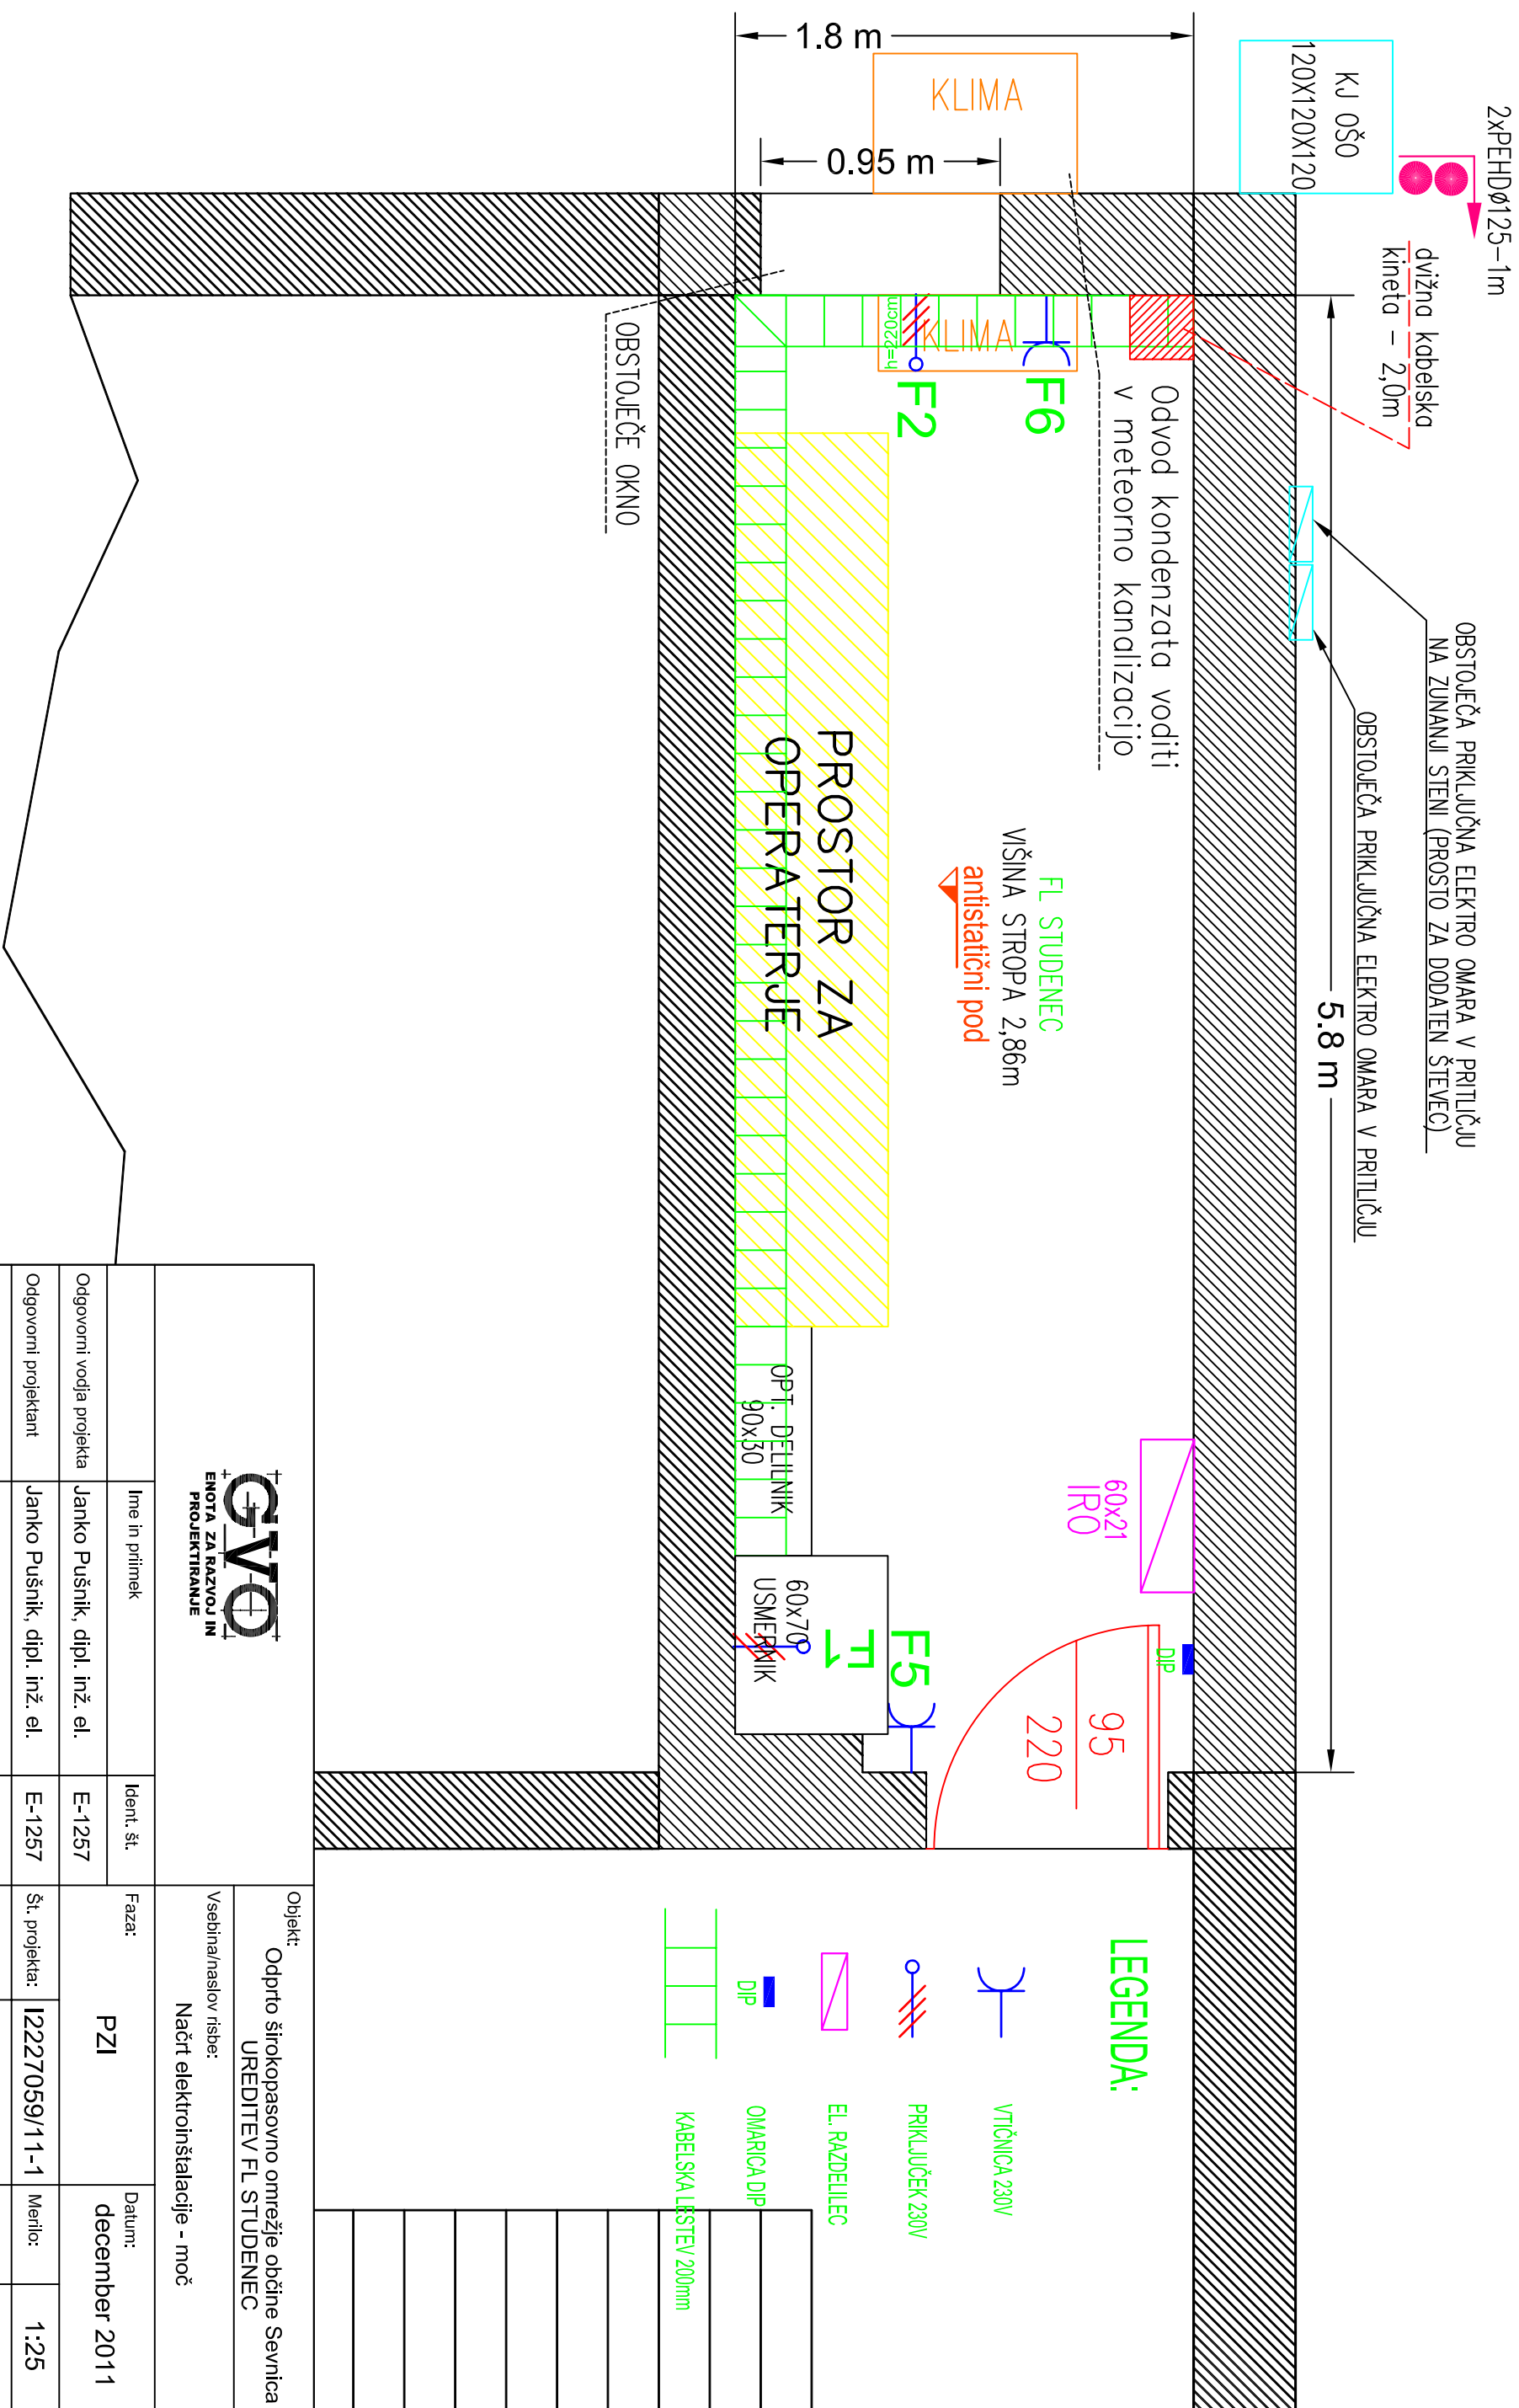 2xPEHDø125-1m
KJ OŠO
120X120X120
dvižna kabelska
kineta - 2,0m
OBSTOJEČA PRIKLJUČNA ELEKTRO OMARA V PRITLIČJU
NA ZUNANJI STENI (PROSTO ZA DODATEN ŠTEVEC)
OBSTOJEČA PRIKLJUČNA ELEKTRO OMARA V PRITLIČJU
5.8 m
1.8 m
0.95 m
KLIMA
KLIMA
h=220cm
F6
F2
Odvod kondenzata voditi
v meteorno kanalizacijo
OBSTOJEČE OKNO
FL STUDENEC
VIŠINA STROPA 2,86m
antistatični pod
PROSTOR ZA
OPERATERJE
OPT. DELILNIK
90x30
60x21
IRO
60x70
USMERNIK
F1
F5
DIP
95
220
LEGENDA:
VTIČNICA 230V
PRIKLJUČEK 230V
EL. RAZDELILEC
DIP
OMARICA DIP
KABELSKA LESTEV 200mm
GVO
ENOTA ZA RAZVOJ IN
PROJEKTIRANJE
Objekt:
Odprto širokopasovno omrežje občine Sevnica
UREDITEV FL STUDENEC
Vsebina/naslov risbe:
Načrt elektroinštalacije - moč
Ime in priimek
Ident. št.
Faza:
PZI
Datum:
december 2011
Odgovorni vodja projekta
Janko Pušnik, dipl. inž. el.
E-1257
Odgovorni projektant
Janko Pušnik, dipl. inž. el.
E-1257
Št. projekta:
I2227059/11-1
Merilo:
1:25